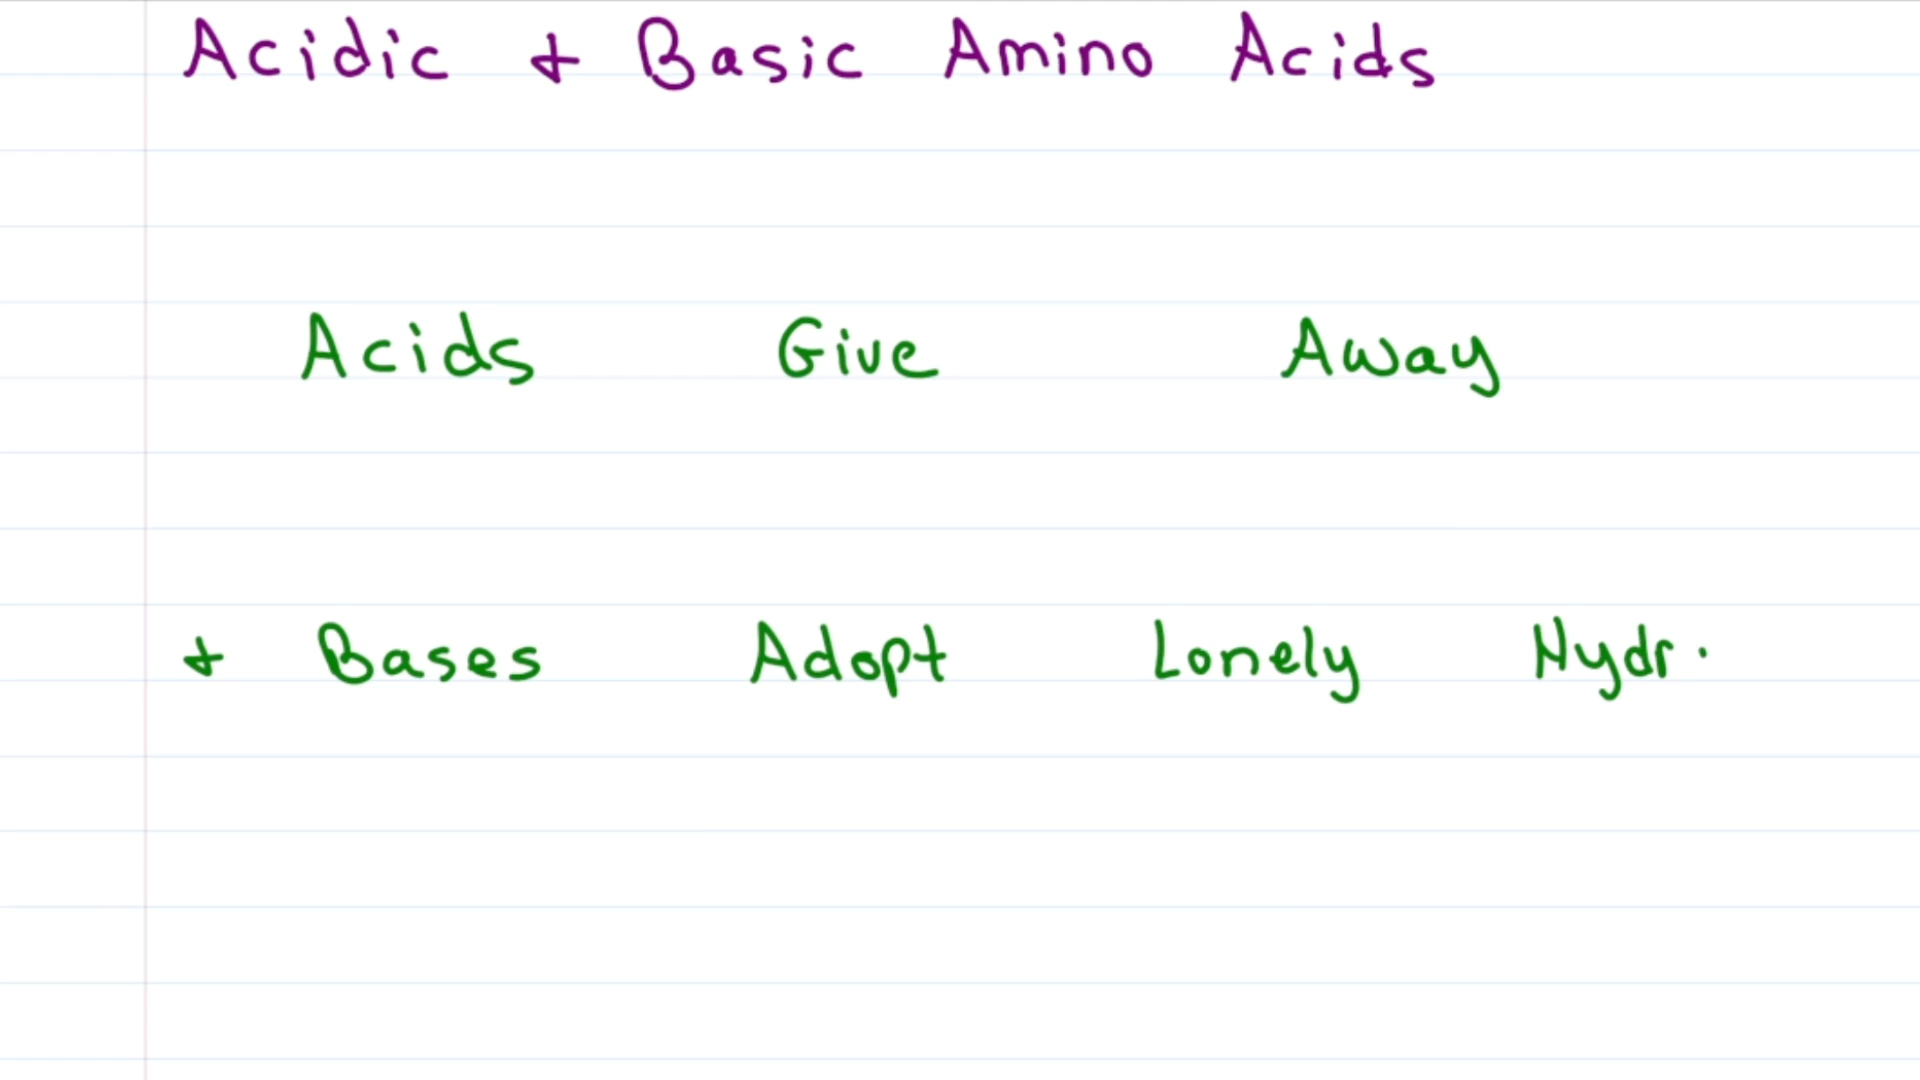 Acidic + Basic Amino Acids
Acids Give Away
+ Bases Adopt Lonely Hydr.